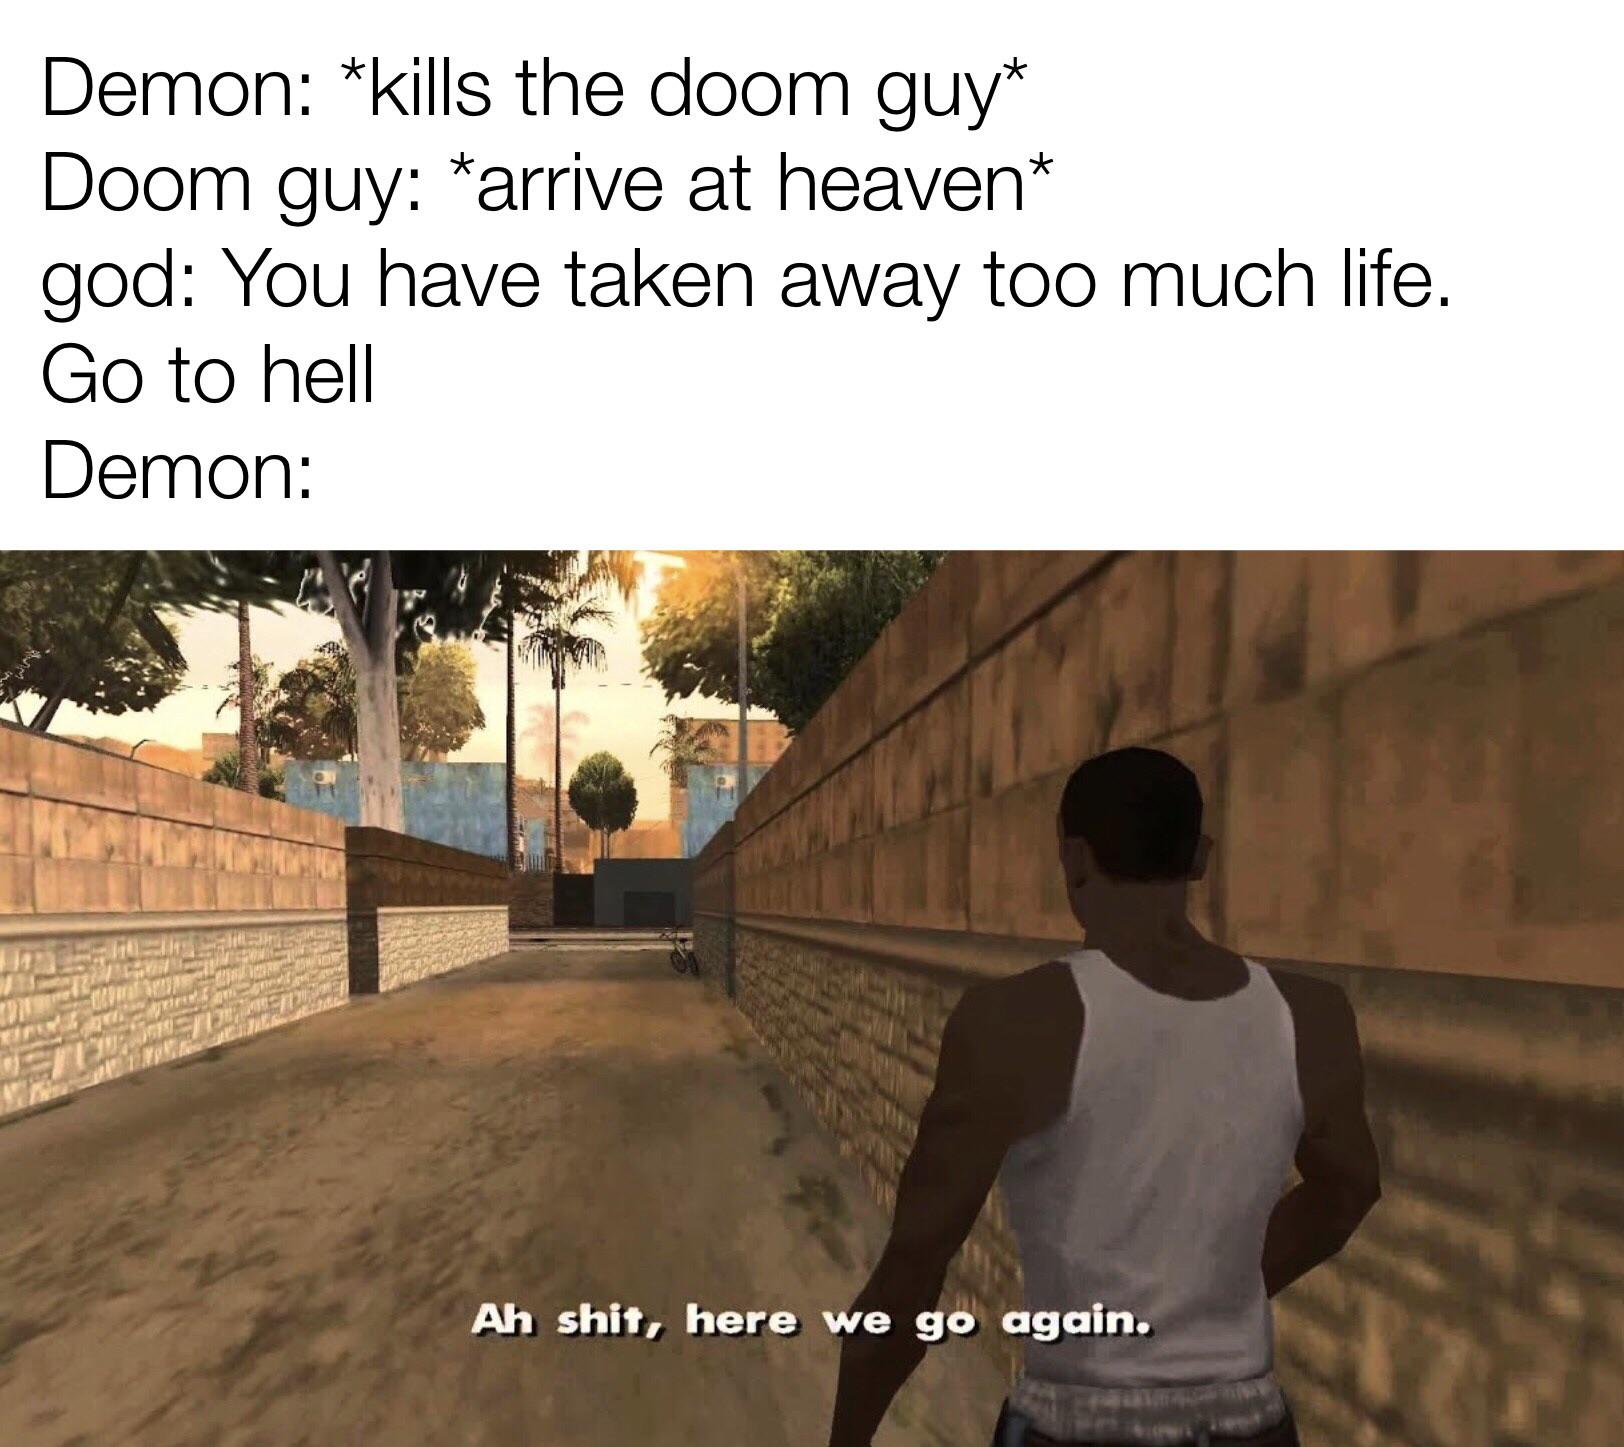 Demon: *kills the doom guy*
Doom guy: *arrive at heaven*
god: You have taken away too much life.
Go to hell
Demon:
Ah shit, here we go again.